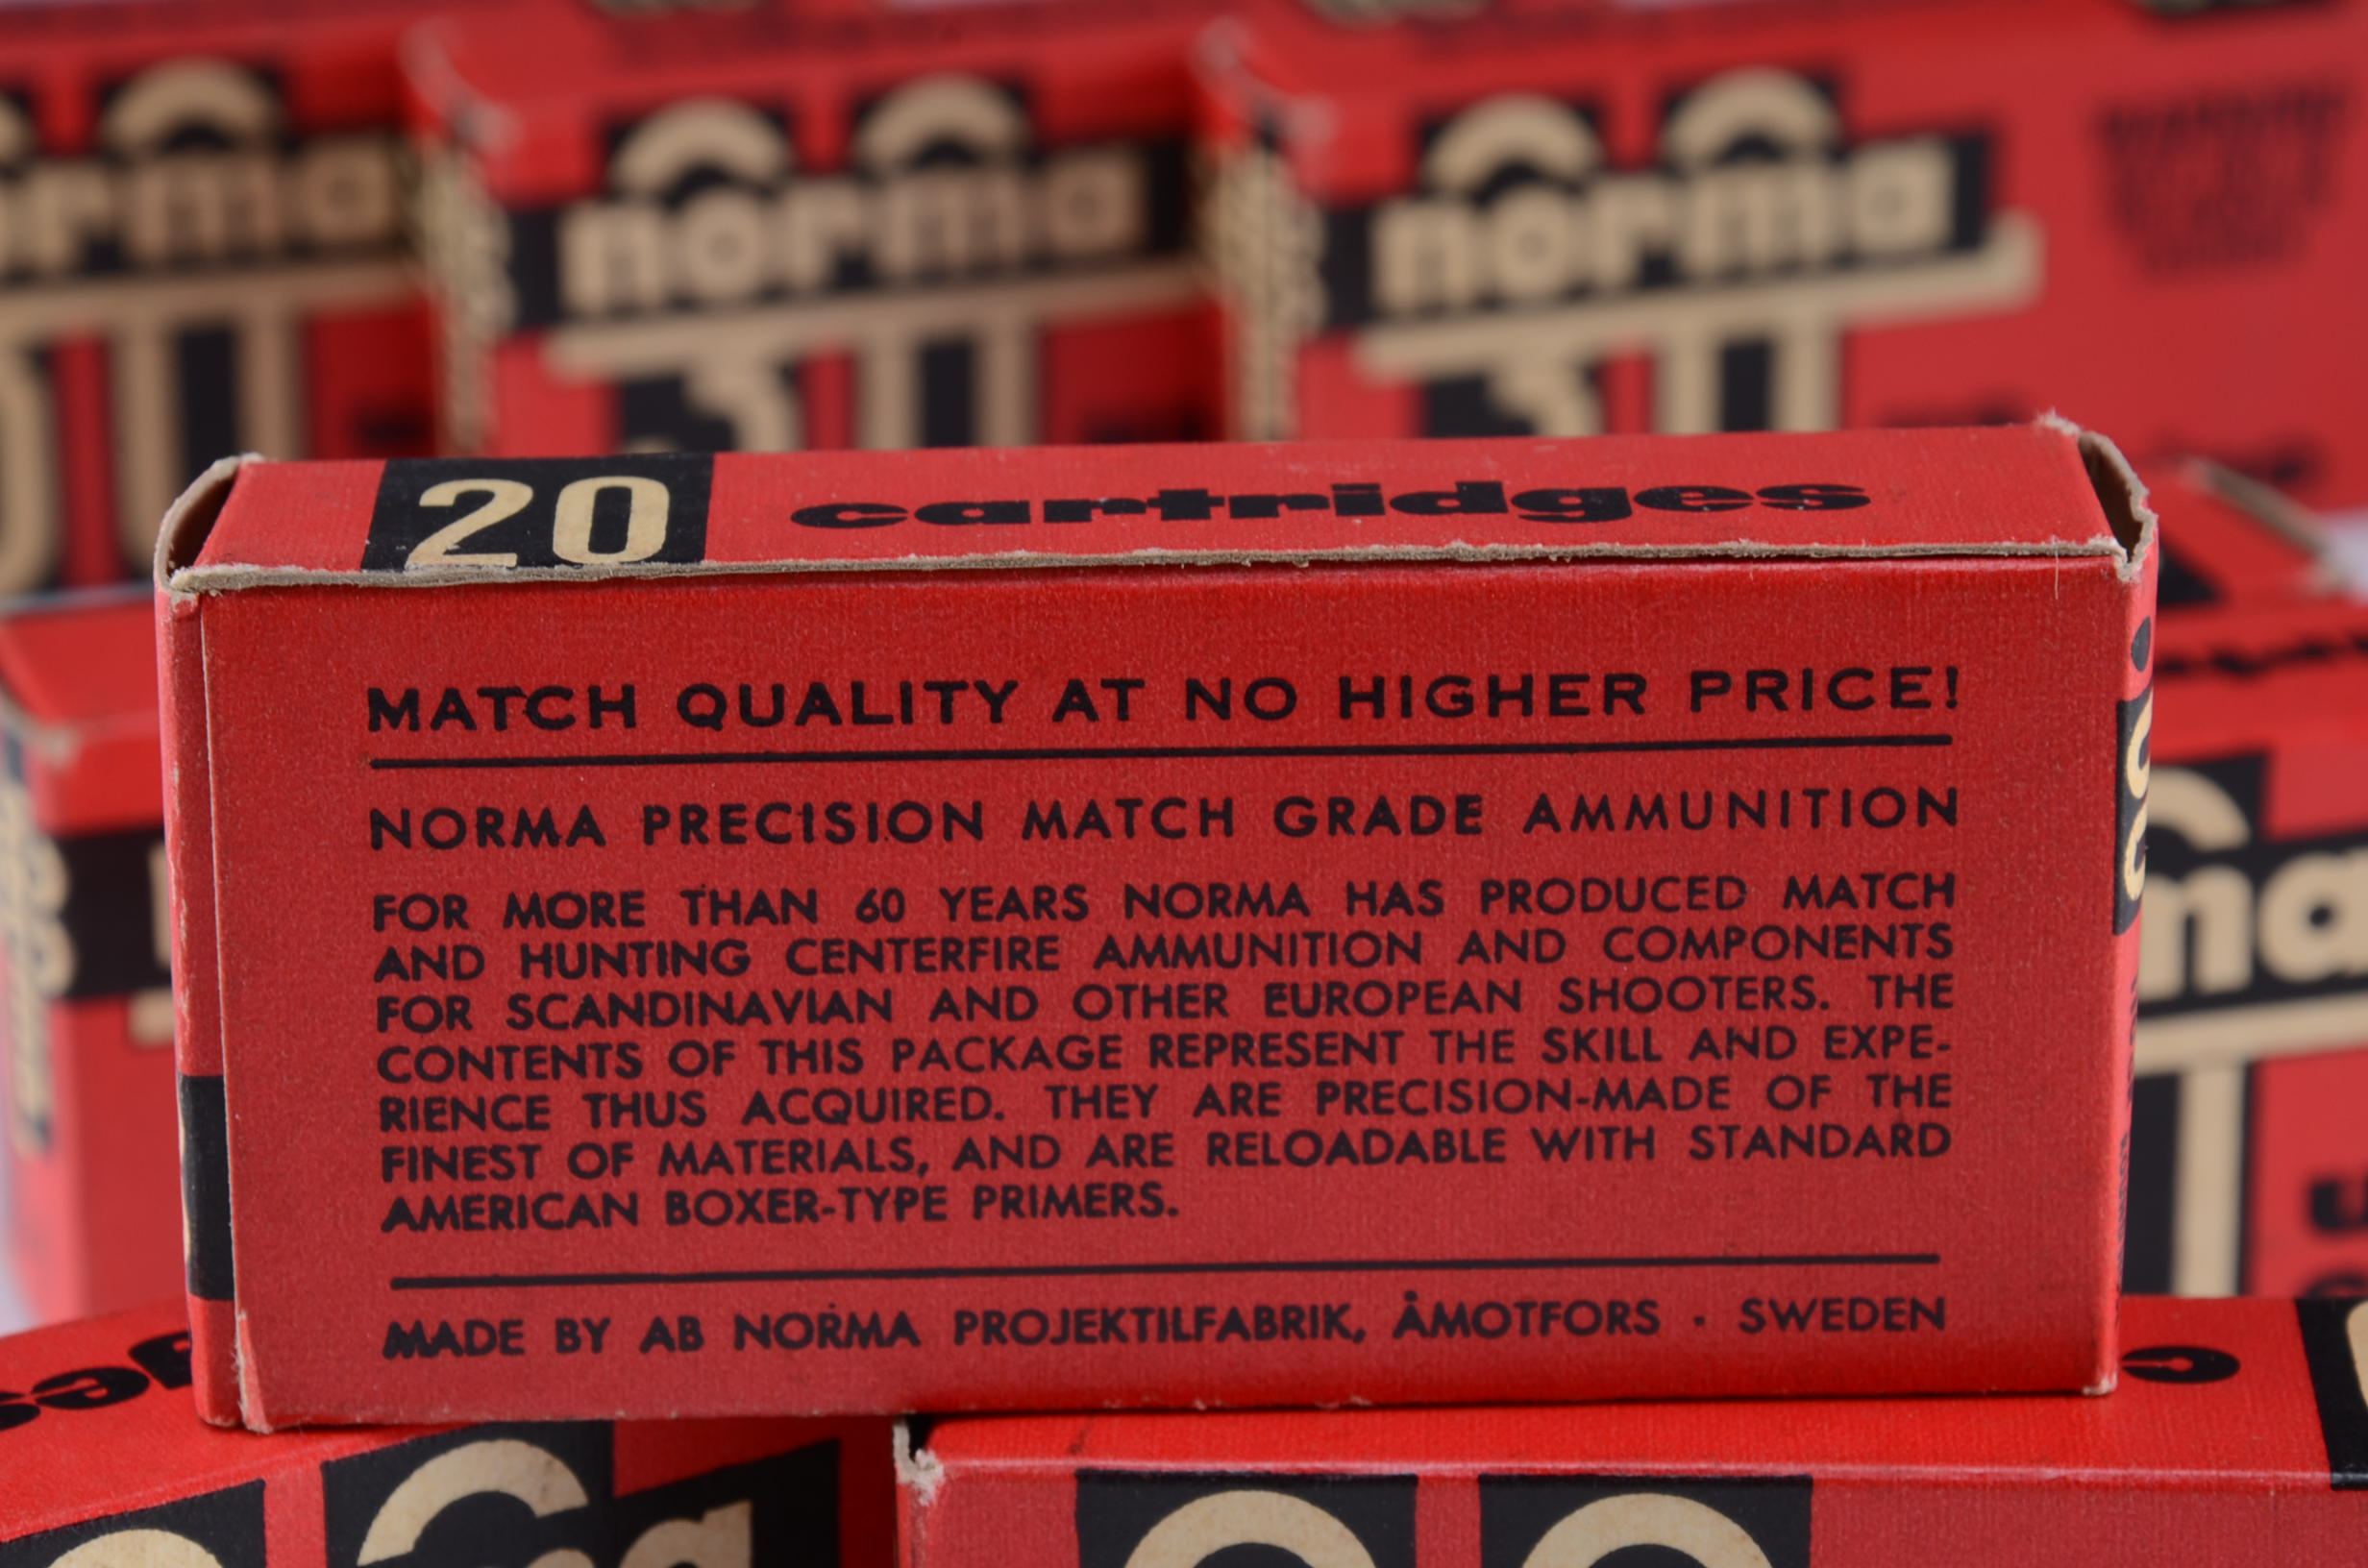 norma
norma
20 cartridges
MATCH QUALITY AT NO HIGHER PRICE!
NORMA PRECISION MATCH GRADE AMMUNITION
FOR MORE THAN 60 YEARS NORMA HAS PRODUCED MATCH
AND HUNTING CENTERFIRE AMMUNITION AND COMPONENTS
FOR SCANDINAVIAN AND OTHER EUROPEAN SHOOTERS. THE
CONTENTS OF THIS PACKAGE REPRESENT THE SKILL AND EXPE-
RIENCE THUS ACQUIRED. THEY ARE PRECISION-MADE OF THE
FINEST OF MATERIALS, AND ARE RELOADABLE WITH STANDARD
AMERICAN BOXER-TYPE PRIMERS.
MADE BY AB NORMA PROJEKTILFABRIK, ÅMOTFORS · SWEDEN